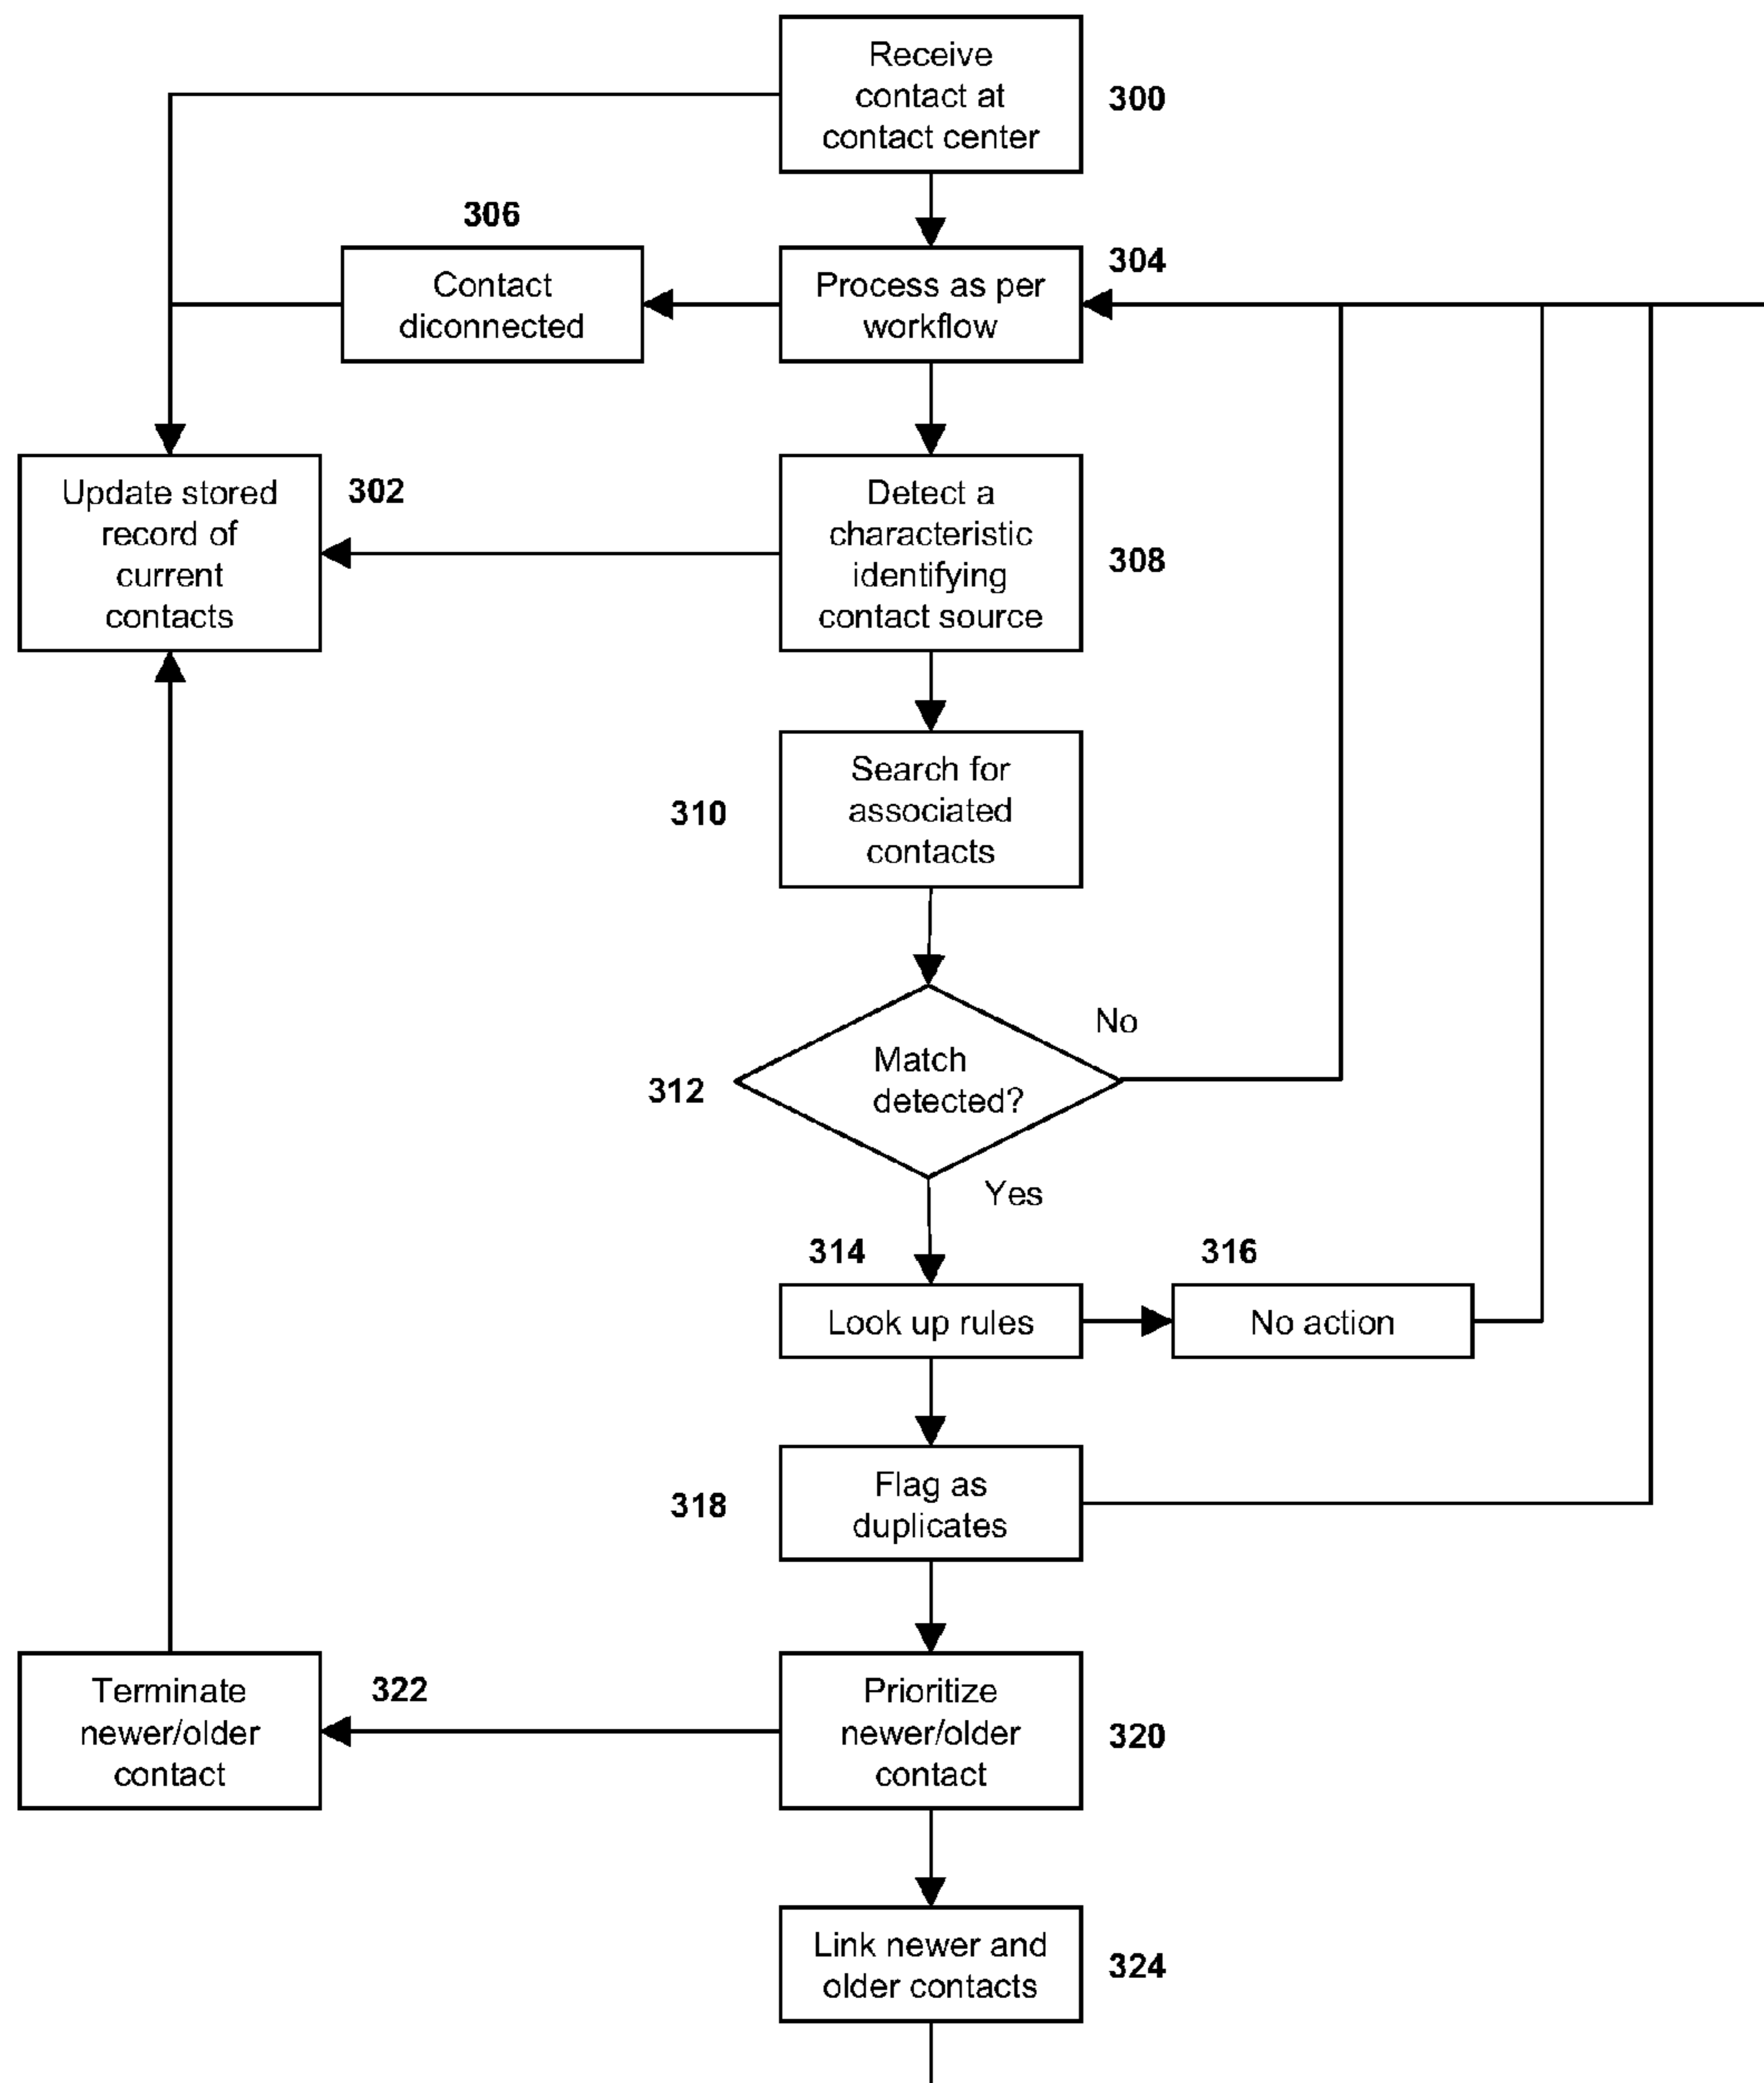 Receive
contact at
contact center
300
306
Contact
diconnected
Process as per
workflow
304
Update stored
record of
current
contacts
302
Detect a
characteristic
identifying
contact source
308
310
Search for
associated
contacts
312
Match
detected?
No
Yes
314
Look up rules
316
No action
318
Flag as
duplicates
Terminate
newer/older
contact
322
Prioritize
newer/older
contact
320
Link newer and
older contacts
324